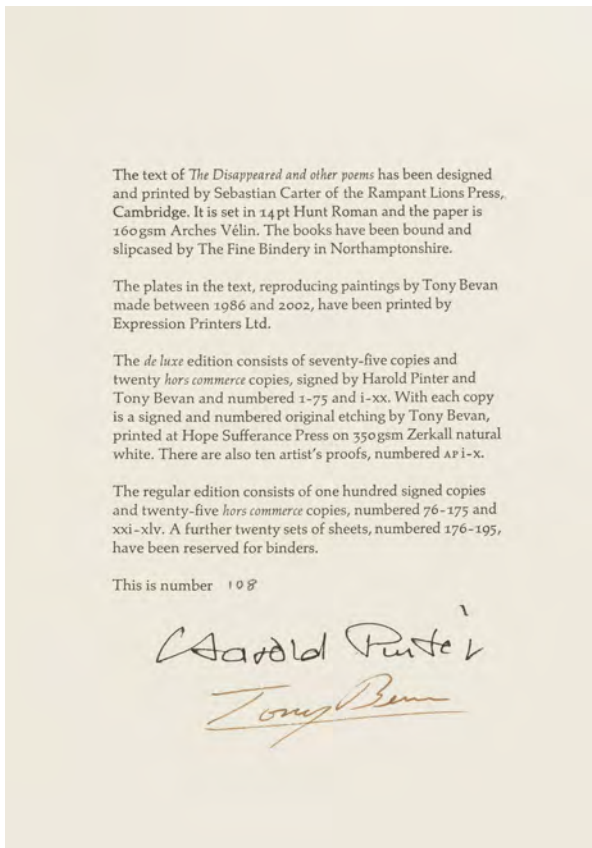 The text of The Disappeared and other poems has been designed
and printed by Sebastian Carter of the Rampant Lions Press,
Cambridge. It is set in 14pt Hunt Roman and the paper is
160gsm Arches Vélin. The books have been bound and
slipcased by The Fine Bindery in Northamptonshire.
The plates in the text, reproducing paintings by Tony Bevan
made between 1986 and 2002, have been printed by
Expression Printers Ltd.
The de luxe edition consists of seventy-five copies and
twenty hors commerce copies, signed by Harold Pinter and
Tony Bevan and numbered 1-75 and i-xx. With each copy
is a signed and numbered original etching by Tony Bevan,
printed at Hope Sufferance Press on 350gsm Zerkall natural
white. There are also ten artist's proofs, numbered AP i-x.
The regular edition consists of one hundred signed copies
and twenty-five hors commerce copies, numbered 76-175 and
xxi-xlv. A further twenty sets of sheets, numbered 176-195,
have been reserved for binders.
This is number 108
Harold Pinter
Tony Bevan